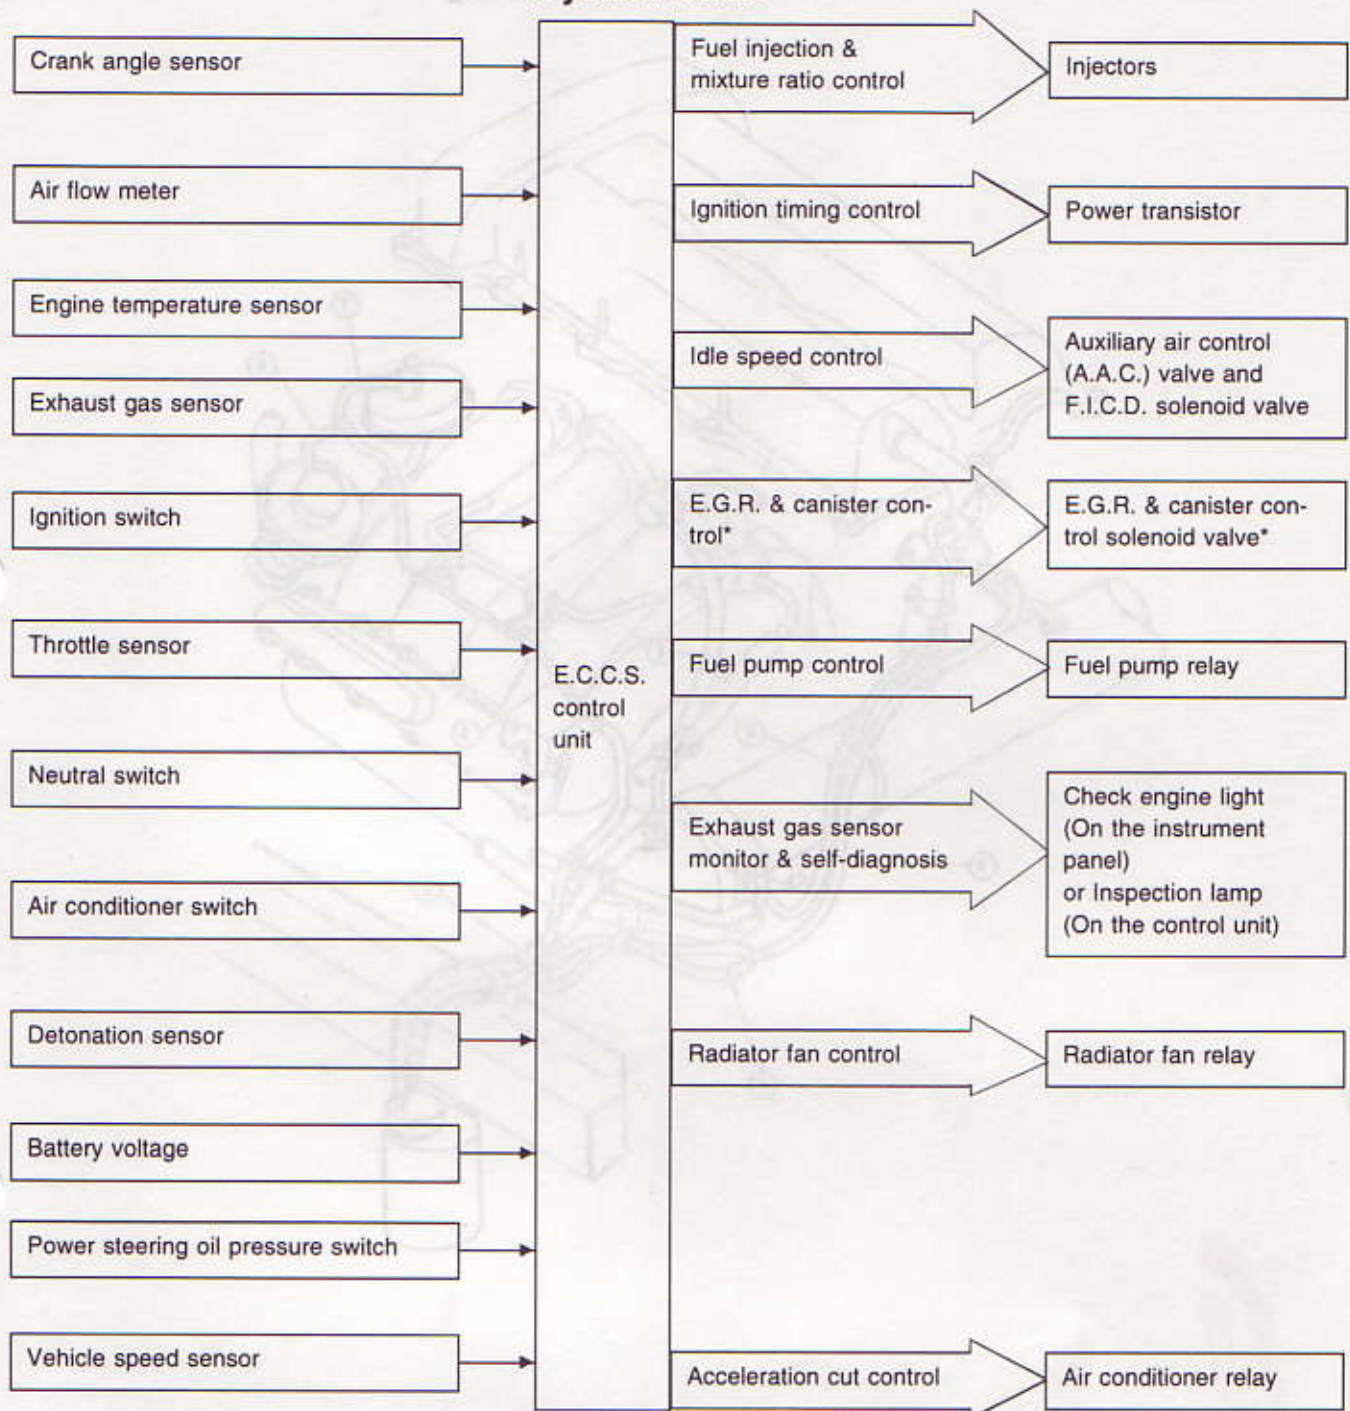 Crank angle sensor
Air flow meter
Engine temperature sensor
Exhaust gas sensor
Ignition switch
Throttle sensor
Neutral switch
Air conditioner switch
Detonation sensor
Battery voltage
Power steering oil pressure switch
Vehicle speed sensor
E.C.C.S.
control
unit
Fuel injection &
mixture ratio control
Injectors
Ignition timing control
Power transistor
Idle speed control
Auxiliary air control
(A.A.C.) valve and
F.I.C.D. solenoid valve
E.G.R. & canister con-
trol*
E.G.R. & canister con-
trol solenoid valve*
Fuel pump control
Fuel pump relay
Exhaust gas sensor
monitor & self-diagnosis
Check engine light
(On the instrument
panel)
or Inspection lamp
(On the control unit)
Radiator fan control
Radiator fan relay
Acceleration cut control
Air conditioner relay